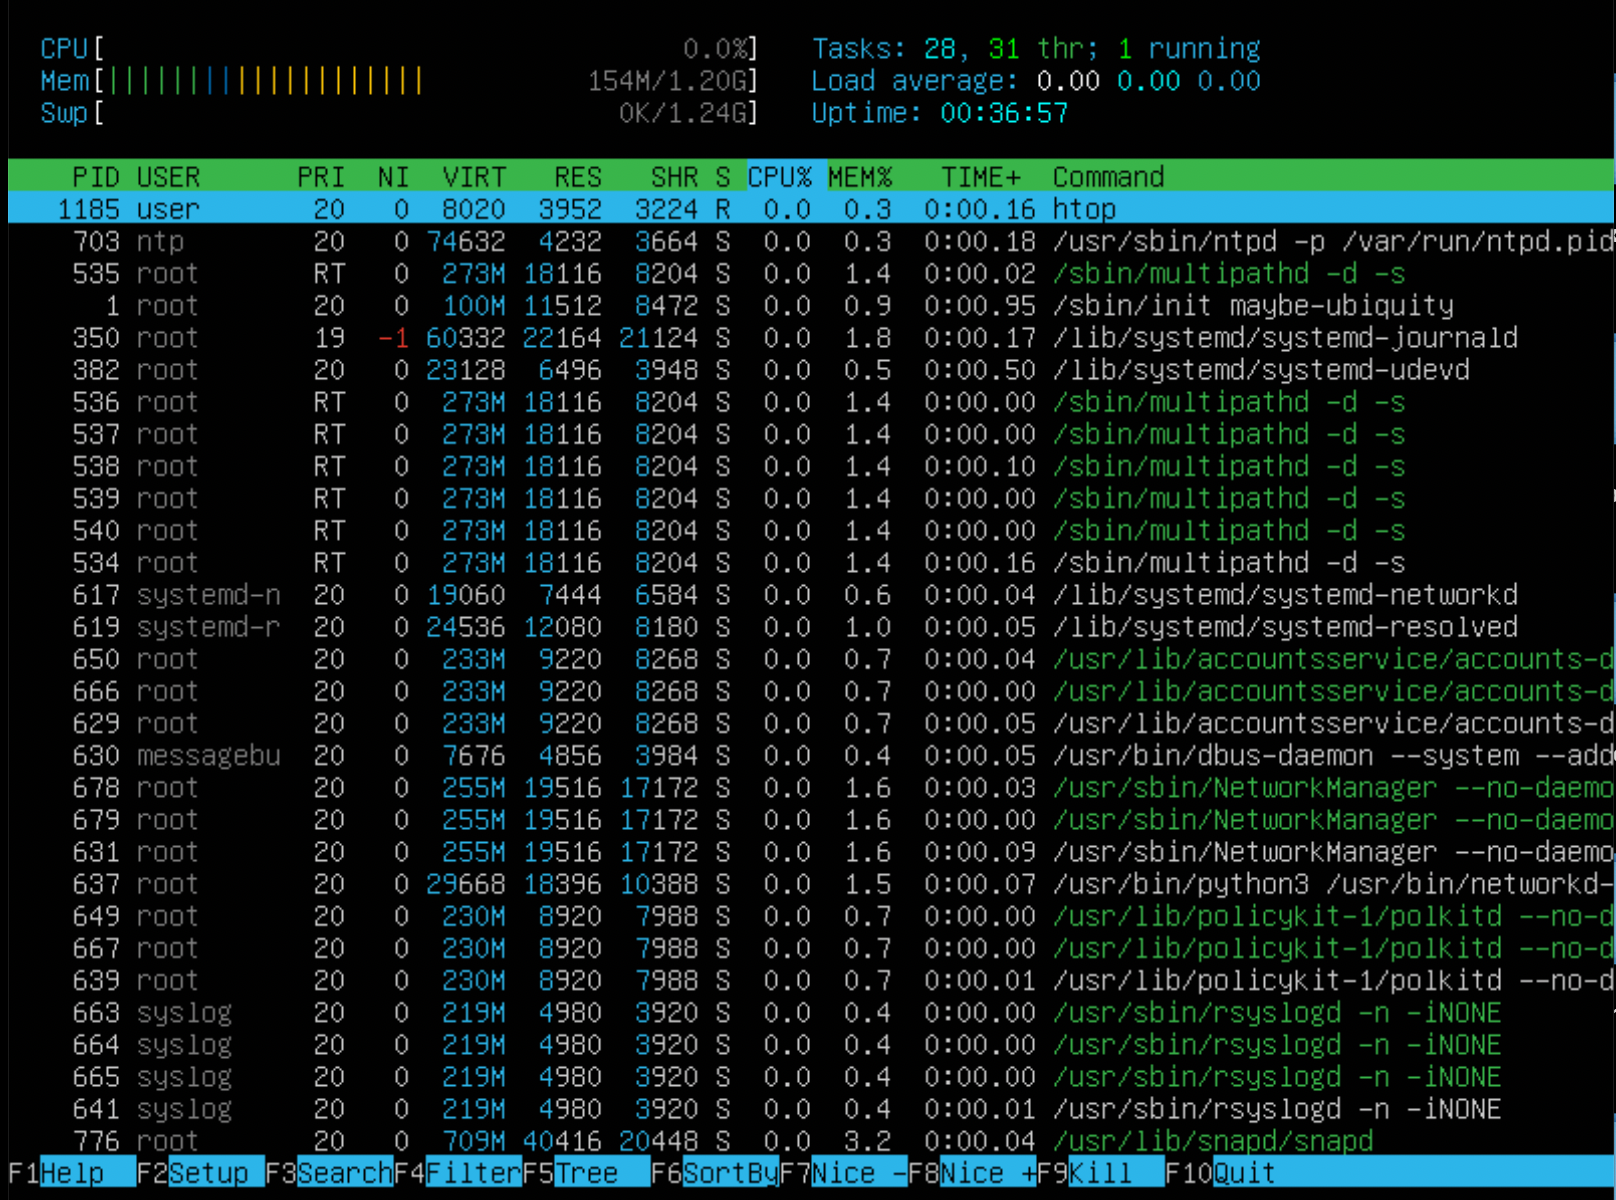 CPU[ 0.0%] Tasks: 28, 31 thr; 1 running
Mem[||||||||||||||||||||154M/1.20G] Load average: 0.00 0.00 0.00
Swp[ 0K/1.24G] Uptime: 00:36:57
PID USER PRI NI VIRT RES SHR S CPU% MEM% TIME+ Command
1185 user 20 0 8020 3952 3224 R 0.0 0.3 0:00.16 htop
703 ntp 20 0 74632 4232 3664 S 0.0 0.3 0:00.18 /usr/sbin/ntpd -p /var/run/ntpd.pid
535 root RT 0 273M 18116 8204 S 0.0 1.4 0:00.02 /sbin/multipathd -d -s
1 root 20 0 100M 11512 8472 S 0.0 0.9 0:00.95 /sbin/init maybe-ubiquity
350 root 19 -1 60332 22164 21124 S 0.0 1.8 0:00.17 /lib/systemd/systemd-journald
382 root 20 0 23128 6496 3948 S 0.0 0.5 0:00.50 /lib/systemd/systemd-udevd
536 root RT 0 273M 18116 8204 S 0.0 1.4 0:00.00 /sbin/multipathd -d -s
537 root RT 0 273M 18116 8204 S 0.0 1.4 0:00.00 /sbin/multipathd -d -s
538 root RT 0 273M 18116 8204 S 0.0 1.4 0:00.10 /sbin/multipathd -d -s
539 root RT 0 273M 18116 8204 S 0.0 1.4 0:00.00 /sbin/multipathd -d -s
540 root RT 0 273M 18116 8204 S 0.0 1.4 0:00.00 /sbin/multipathd -d -s
534 root RT 0 273M 18116 8204 S 0.0 1.4 0:00.16 /sbin/multipathd -d -s
617 systemd-n 20 0 19060 7444 6584 S 0.0 0.6 0:00.04 /lib/systemd/systemd-networkd
619 systemd-r 20 0 24536 12080 8180 S 0.0 1.0 0:00.05 /lib/systemd/systemd-resolved
650 root 20 0 233M 9220 8268 S 0.0 0.7 0:00.04 /usr/lib/accountsservice/accounts-d
666 root 20 0 233M 9220 8268 S 0.0 0.7 0:00.00 /usr/lib/accountsservice/accounts-d
629 root 20 0 233M 9220 8268 S 0.0 0.7 0:00.05 /usr/lib/accountsservice/accounts-d
630 messagebu 20 0 7676 4856 3984 S 0.0 0.4 0:00.05 /usr/bin/dbus-daemon --system --add
678 root 20 0 255M 19516 17172 S 0.0 1.6 0:00.03 /usr/sbin/NetworkManager --no-daemo
679 root 20 0 255M 19516 17172 S 0.0 1.6 0:00.00 /usr/sbin/NetworkManager --no-daemo
631 root 20 0 255M 19516 17172 S 0.0 1.6 0:00.09 /usr/sbin/NetworkManager --no-daemo
637 root 20 0 29668 18396 10388 S 0.0 1.5 0:00.07 /usr/bin/python3 /usr/bin/networkd-
649 root 20 0 230M 8920 7988 S 0.0 0.7 0:00.00 /usr/lib/policykit-1/polkitd --no-d
667 root 20 0 230M 8920 7988 S 0.0 0.7 0:00.00 /usr/lib/policykit-1/polkitd --no-d
639 root 20 0 230M 8920 7988 S 0.0 0.7 0:00.01 /usr/lib/policykit-1/polkitd --no-d
663 syslog 20 0 219M 4980 3920 S 0.0 0.4 0:00.00 /usr/sbin/rsyslogd -n -iNONE
664 syslog 20 0 219M 4980 3920 S 0.0 0.4 0:00.00 /usr/sbin/rsyslogd -n -iNONE
665 syslog 20 0 219M 4980 3920 S 0.0 0.4 0:00.00 /usr/sbin/rsyslogd -n -iNONE
641 syslog 20 0 219M 4980 3920 S 0.0 0.4 0:00.01 /usr/sbin/rsyslogd -n -iNONE
776 root 20 0 709M 40416 20448 S 0.0 3.2 0:00.04 /usr/lib/snapd/snapd
F1Help F2Setup F3SearchF4FilterF5Tree F6SortByF7Nice -F8Nice +F9Kill F10Quit